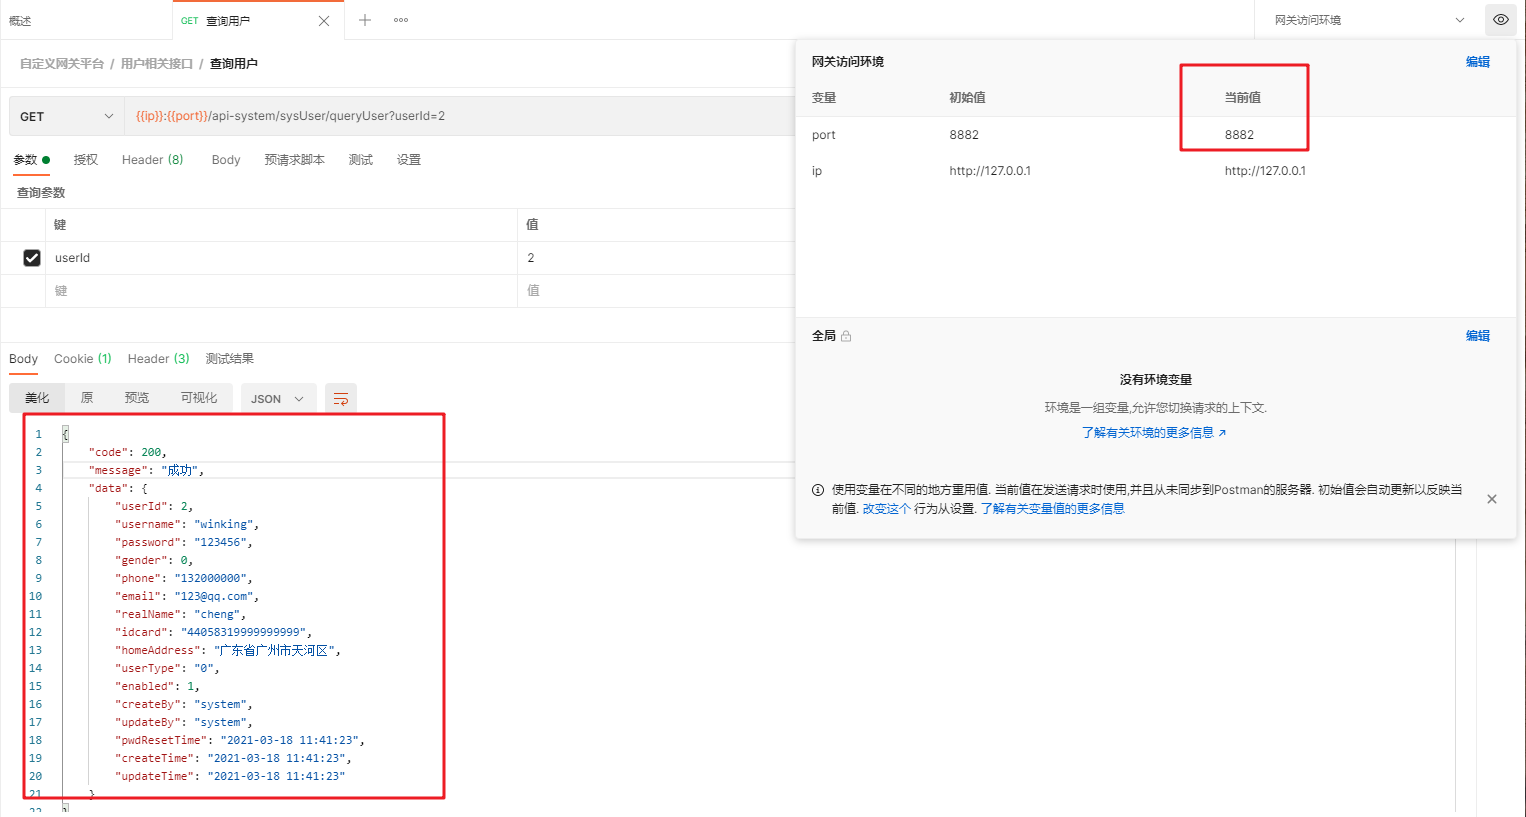 概述
GET 查询用户
网关访问环境
自定义网关平台 / 用户相关接口 / 查询用户
GET
{{ip}}:{{port}}/api-system/sysUser/queryUser?userId=2
参数 授权 Header (8) Body 预请求脚本 测试 设置
查询参数
键 值
userId 2
键 值
网关访问环境 编辑
变量 初始值 当前值
port 8882 8882
ip http://127.0.0.1 http://127.0.0.1
全局 编辑
没有环境变量
环境是一组变量,允许您切换请求的上下文.
了解有关环境的更多信息 ↗
使用变量在不同的地方重用值. 当前值在发送请求时使用,并且从未同步到Postman的服务器. 初始值会自动更新以反映当
前值. 改变这个 行为从设置. 了解有关变量值的更多信息
Body Cookie (1) Header (3) 测试结果
美化 原 预览 可视化 JSON
1 {
2 "code": 200,
3 "message": "成功",
4 "data": {
5 "userId": 2,
6 "username": "winking",
7 "password": "123456",
8 "gender": 0,
9 "phone": "132000000",
10 "email": "123@qq.com",
11 "realName": "cheng",
12 "idcard": "44058319999999999",
13 "homeAddress": "广东省广州市天河区",
14 "userType": "0",
15 "enabled": 1,
16 "createBy": "system",
17 "updateBy": "system",
18 "pwdResetTime": "2021-03-18 11:41:23",
19 "createTime": "2021-03-18 11:41:23",
20 "updateTime": "2021-03-18 11:41:23"
21 }
22 }